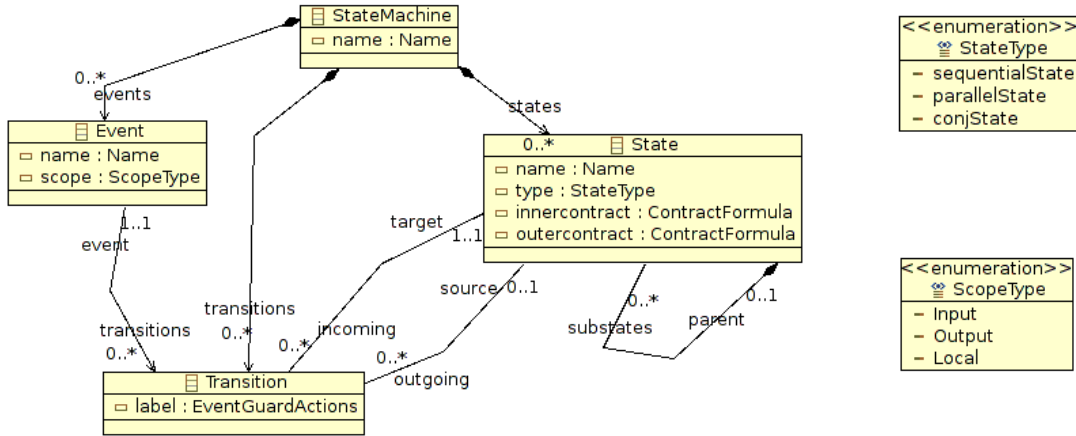 StateMachine
name : Name
<<enumeration>>
StateType
sequentialState
parallelState
conjState
0..*
events
states
0..*
Event
name : Name
scope : ScopeType
State
name : Name
type : StateType
innercontract : ContractFormula
outercontract : ContractFormula
1..1
event
target
1..1
<<enumeration>>
ScopeType
Input
Output
Local
source
0..1
0..*
substates
0..1
parent
transitions
0..*
transitions
0..*
incoming
0..*
0..*
outgoing
Transition
label : EventGuardActions